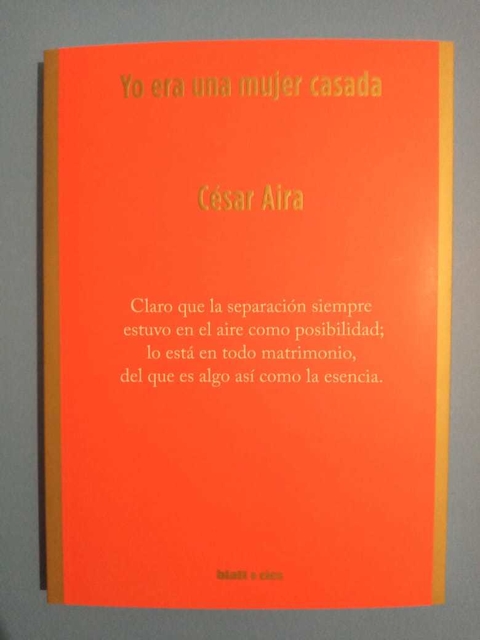 Yo era una mujer casada
César Aira
Claro que la separación siempre
estuvo en el aire como posibilidad;
lo está en todo matrimonio,
del que es algo así como la esencia.